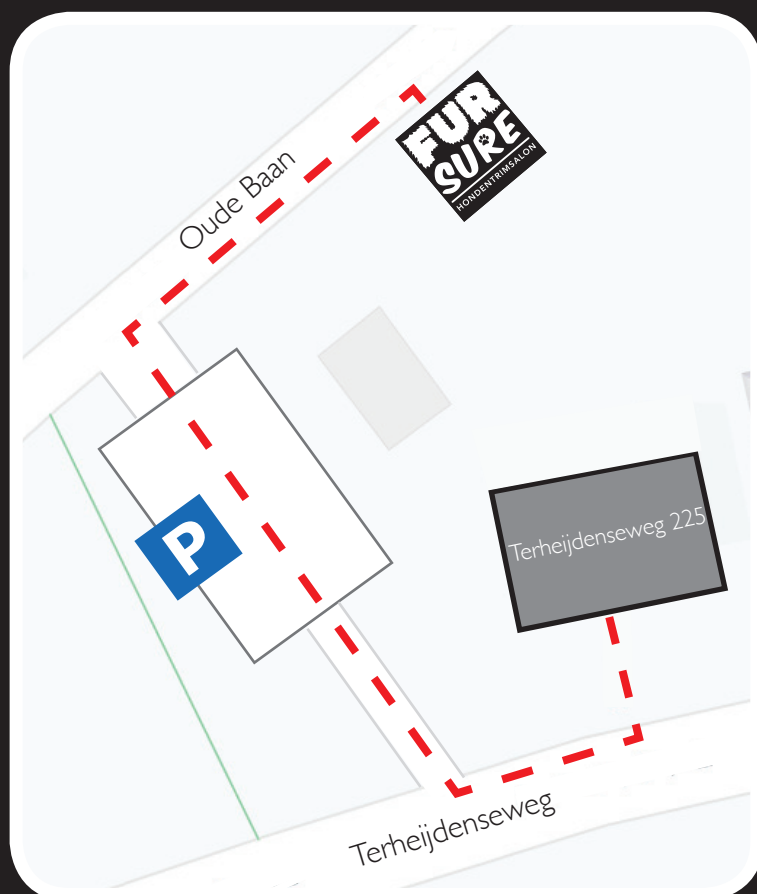 FUR
SURE
HONDENTRIMSALON
Oude Baan
P
Terheijdenseweg 225
Terheijdenseweg